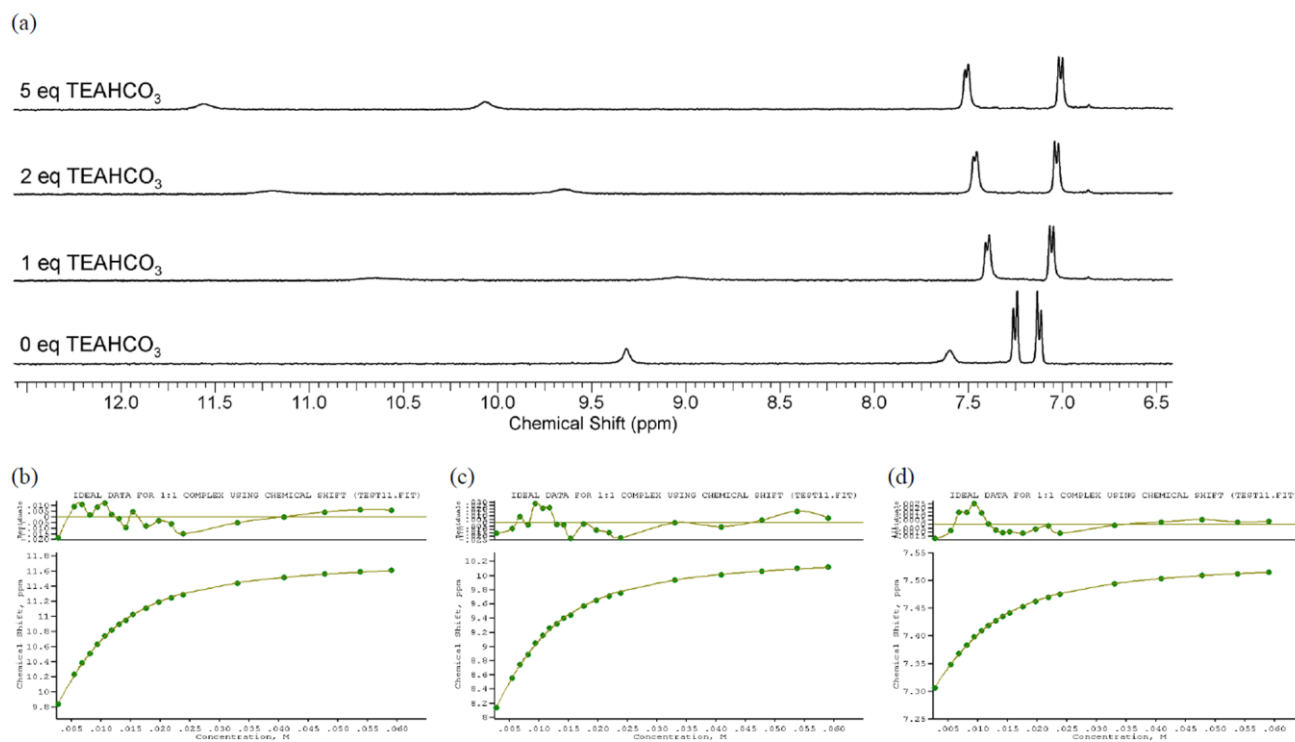 (a)
5 eq TEAHCO₃
2 eq TEAHCO₃
1 eq TEAHCO₃
0 eq TEAHCO₃
12.0 11.5 11.0 10.5 10.0 9.5 9.0 8.5 8.0 7.5 7.0 6.5
Chemical Shift (ppm)
(b)
IDEAL DATA FOR 1:1 COMPLEX USING CHEMICAL SHIFT (TEST11.FIT)
Residuals
11.8
11.6
11.4
11.2
11
10.8
10.6
10.4
10.2
10
9.8
Chemical Shift, ppm
.005 .010 .015 .020 .025 .030 .035 .040 .045 .050 .055 .060
Concentration, M
(c)
IDEAL DATA FOR 1:1 COMPLEX USING CHEMICAL SHIFT (TEST11.FIT)
Residuals
10.2
10
9.8
9.6
9.4
9.2
9
8.8
8.6
8.4
8.2
8
Chemical Shift, ppm
.005 .010 .015 .020 .025 .030 .035 .040 .045 .050 .055 .060
Concentration, M
(d)
IDEAL DATA FOR 1:1 COMPLEX USING CHEMICAL SHIFT (TEST11.FIT)
Residuals
7.55
7.50
7.45
7.40
7.35
7.30
7.25
Chemical Shift, ppm
.005 .010 .015 .020 .025 .030 .035 .040 .045 .050 .055 .060
Concentration, M